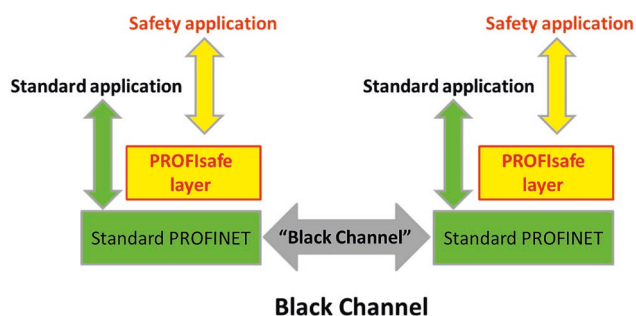 Safety application
Safety application
Standard application
Standard application
PROFIsafe
layer
PROFIsafe
layer
Standard PROFINET
"Black Channel"
Standard PROFINET
Black Channel